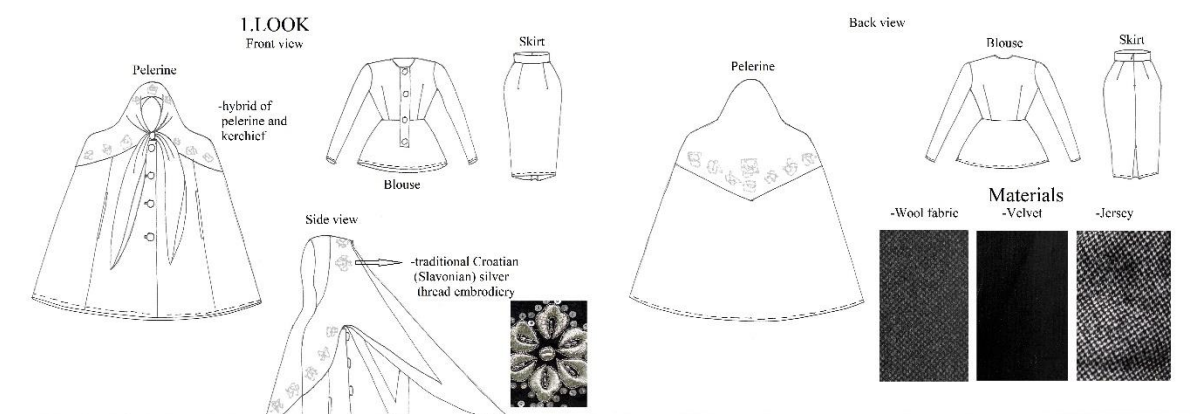 1.LOOK
Front view
Skirt
Pelerine
-hybrid of
pelerine and
kerchief
Blouse
Side view
-traditional Croatian
(Slavonian) silver
thread embrodiery
Back view
Blouse
Skirt
Pelerine
Materials
-Wool fabric
-Velvet
-Jersey